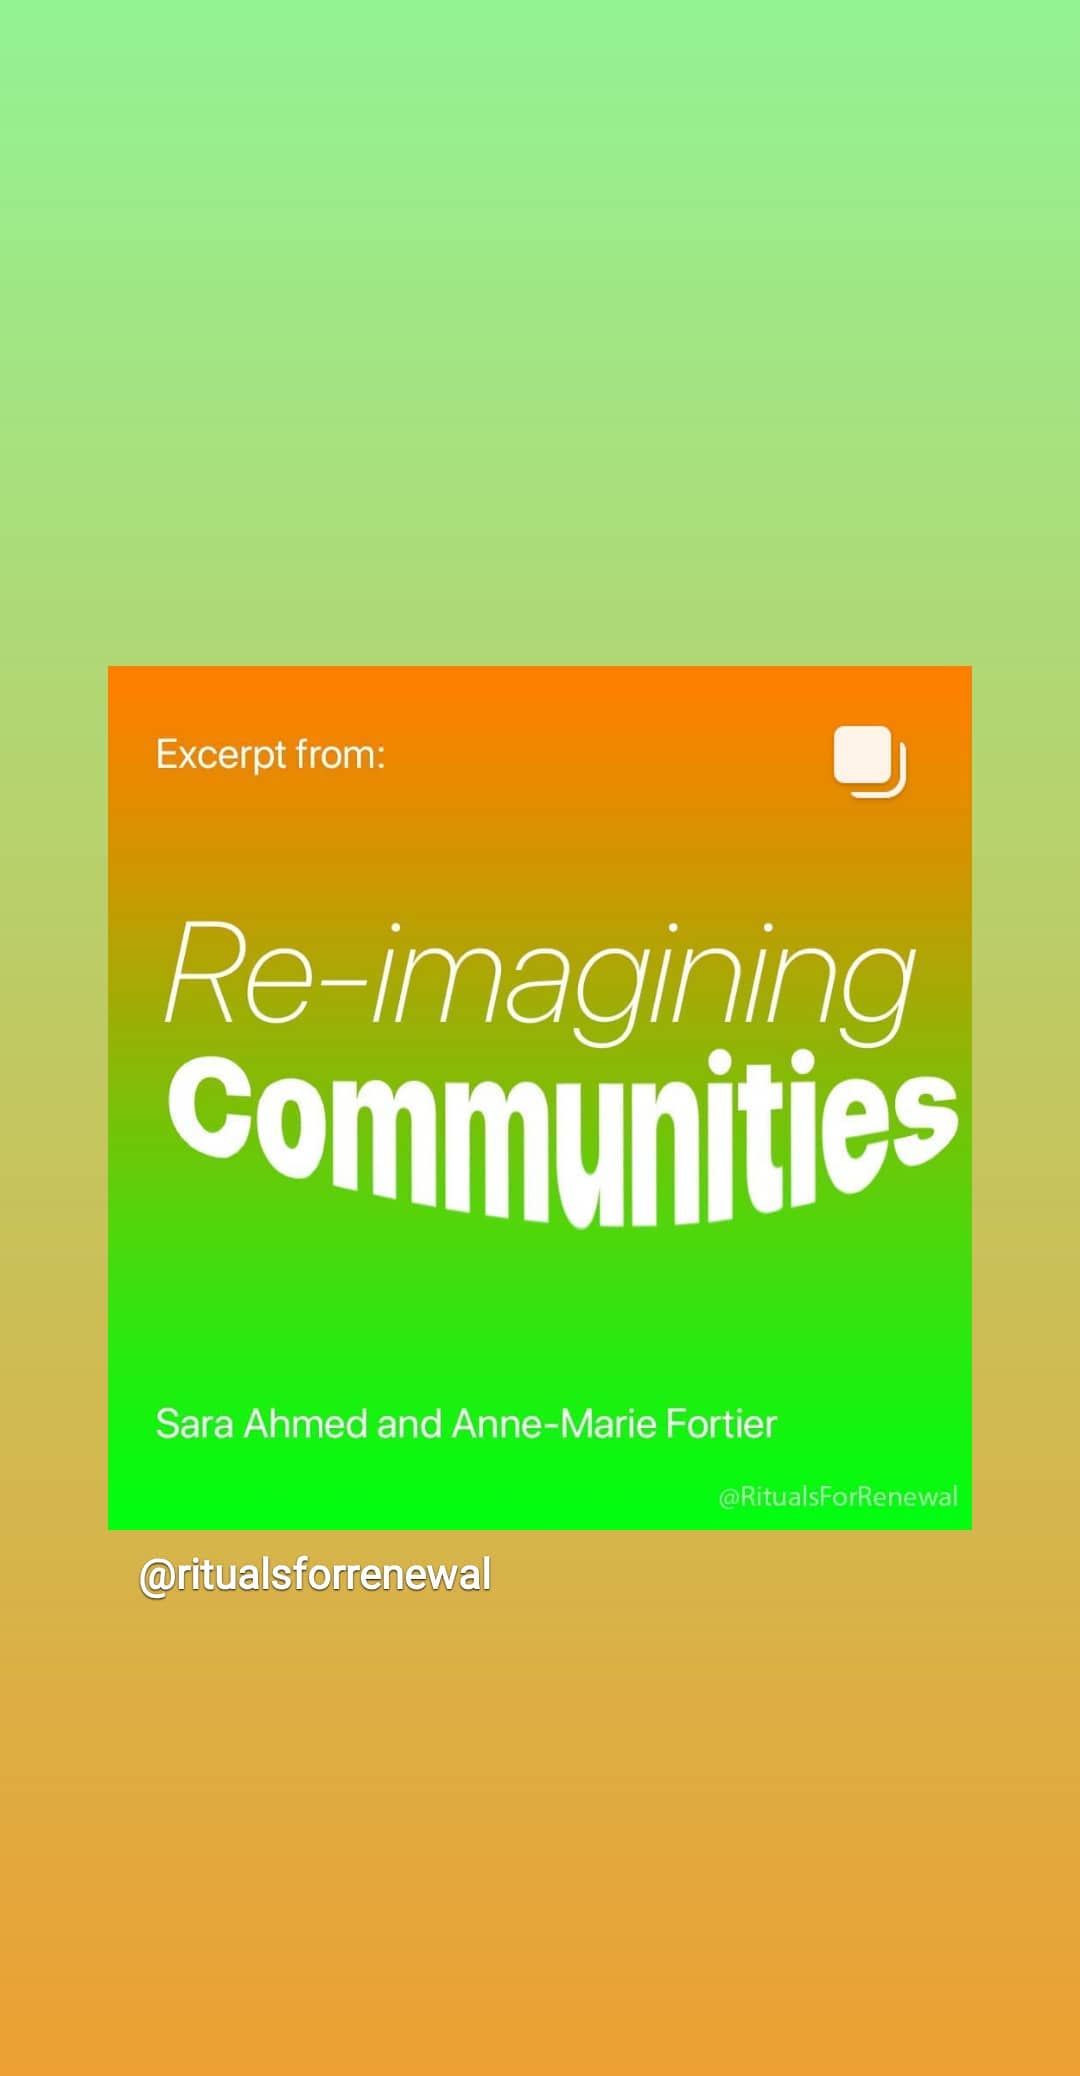 Excerpt from:
Re-imagining
Communities
Sara Ahmed and Anne-Marie Fortier
@RitualsForRenewal
@ritualsforrenewal